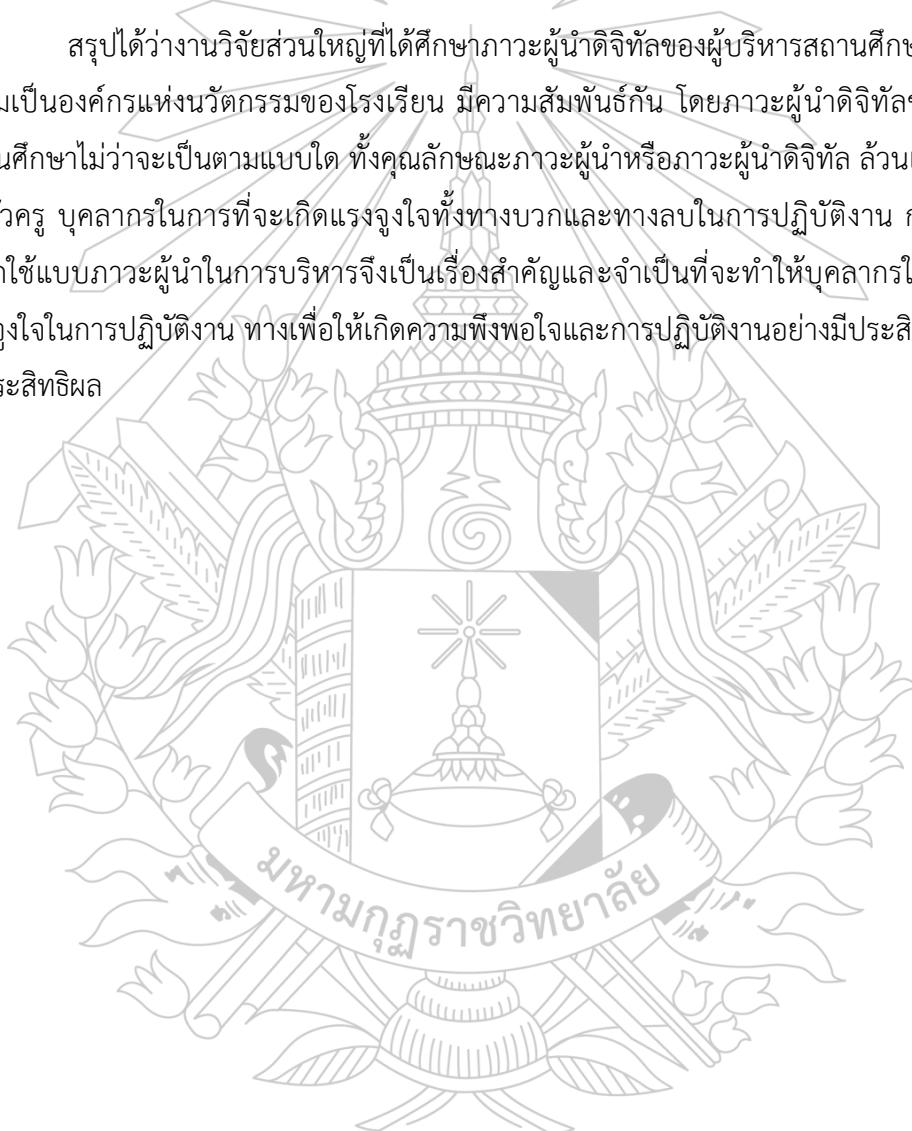 สรุปได้ว่างานวิจัยส่วนใหญ่ที่ได้ศึกษาภาวะผู้นำดิจิทัลของผู้บริหารสถานศึกษ
มเป็นองค์กรแห่งนวัตกรรมของโรงเรียน มีความสัมพันธ์กัน โดยภาวะผู้นำดิจิทัลข
นศึกษาไม่ว่าจะเป็นตามแบบใด ทั้งคุณลักษณะภาวะผู้นำหรือภาวะผู้นำดิจิทัล ล้วน
ัวครู บุคลากรในการที่จะเกิดแรงจูงใจทั้งทางบวกและทางลบในการปฏิบัติงาน ก
ใช้แบบภาวะผู้นำในการบริหารจึงเป็นเรื่องสำคัญและจำเป็นที่จะทำให้บุคลากรใ
ูงใจในการปฏิบัติงาน ทางเพื่อให้เกิดความพึงพอใจและการปฏิบัติงานอย่างมีประสิ
ระสิทธิผล
มหามกุฏราชวิทยาลัย